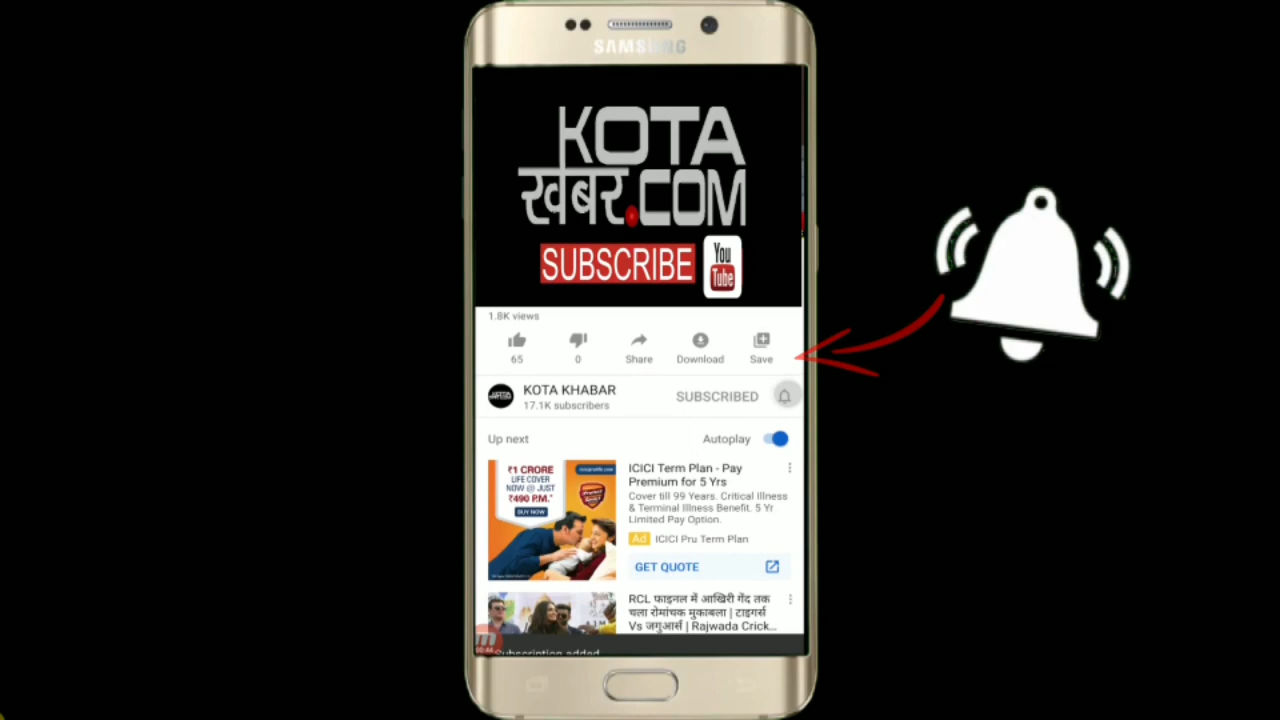 SAMSUNG
KOTA
खबर.COM
SUBSCRIBE
You
Tube
1.8K views
65
0
Share
Download
Save
KOTA KHABAR
17.1K subscribers
SUBSCRIBED
Up next
Autoplay
₹1 CRORE
LIFE COVER
NOW @ JUST
₹490 P.M.*
BUY NOW
ICICI Term Plan - Pay
Premium for 5 Yrs
Cover till 99 Years. Critical Illness
& Terminal Illness Benefit. 5 Yr
Limited Pay Option.
Ad ICICI Pru Term Plan
GET QUOTE
RCL फाइनल में आखिरी गेंद तक
चला रोमांचक मुकाबला | टाइगर्स
Vs जगुआर्स | Rajwada Crick...
00:44
Subscription added